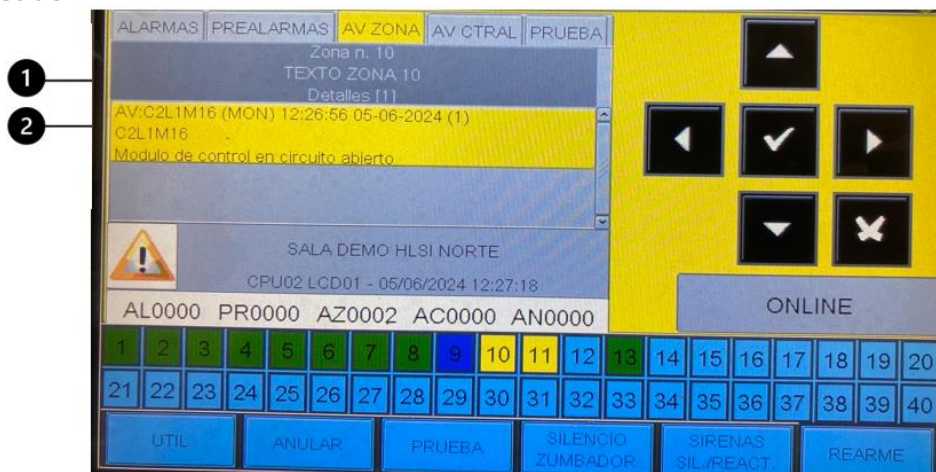 ALARMAS PREALARMAS AV ZONA AV CTRAL PRUEBA
Zona n. 10
TEXTO ZONA 10
Detalles [1]
AV:C2L1M16 (MON) 12:26:56 05-06-2024 (1)
C2L1M16
Modulo de control en circuito abierto
SALA DEMO HLSI NORTE
CPU02 LCD01 - 05/06/2024 12:27:18
AL0000 PR0000 AZ0002 AC0000 AN0000
ONLINE
1 2 3 4 5 6 7 8 9 10 11 12 13 14 15 16 17 18 19 20
21 22 23 24 25 26 27 28 29 30 31 32 33 34 35 36 37 38 39 40
UTIL ANULAR PRUEBA SILENCIO ZUMBADOR SIRENAS SIL./REACT. REARME
1
2